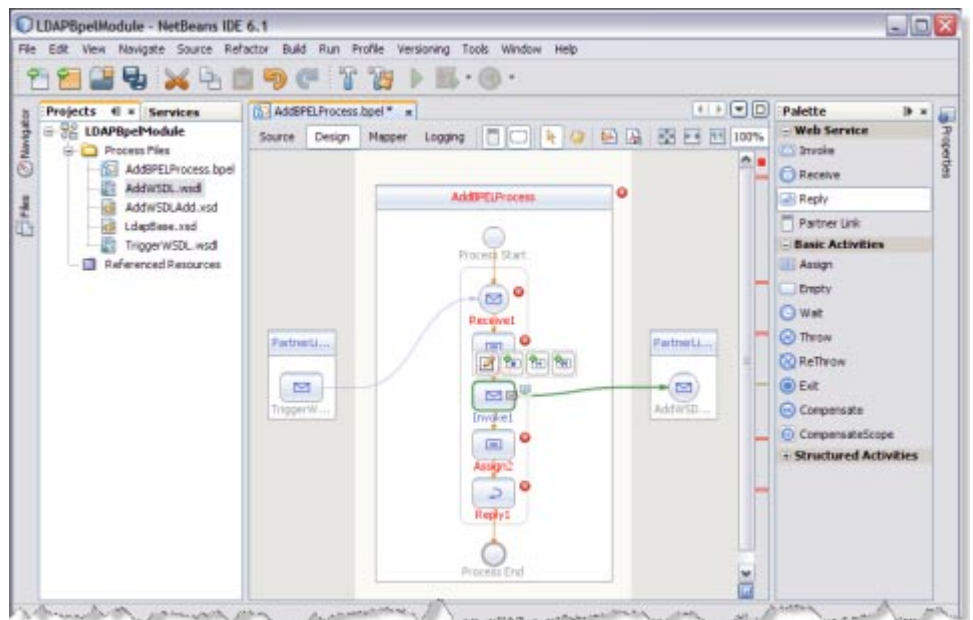 LDAPBpelModule - NetBeans IDE 6.1
File Edit View Navigate Source Refactor Build Run Profile Versioning Tools Window Help
Navigator
Files
Projects
Services
LDAPBpelModule
Process Files
AddBPELProcess.bpel
AddWSDL.wsdl
AddWSDLAdd.xsd
LdapBase.xsd
TriggerWSDL.wsdl
Referenced Resources
AddBPELProcess.bpel *
Source Design Mapper Logging 100%
AddBPELProcess
Process Start
Receive1
PartnerLi...
TriggerW...
Invoke1
Assign2
Reply1
Process End
PartnerLi...
AddWSD...
Palette
Web Service
Invoke
Receive
Reply
Partner Link
Basic Activities
Assign
Empty
Wait
Throw
ReThrow
Exit
Compensate
CompensateScope
Structured Activities
Properties